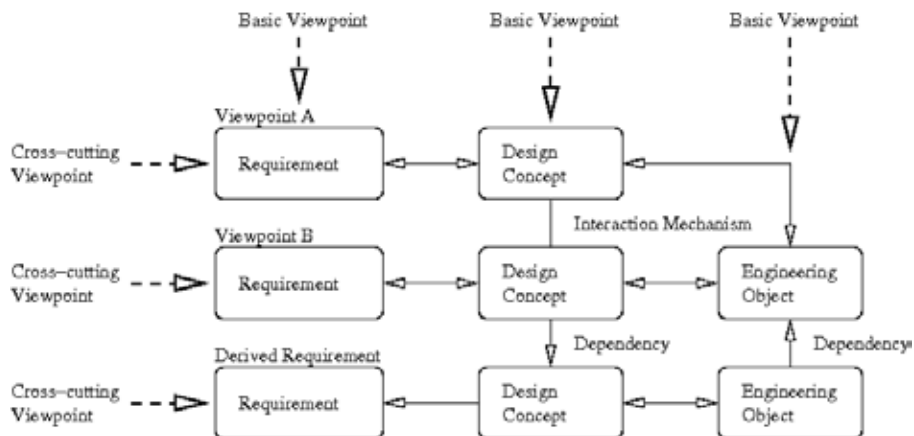 Basic Viewpoint Basic Viewpoint Basic Viewpoint
Viewpoint A
Cross-cutting
Viewpoint
Requirement
Design
Concept
Interaction Mechanism
Viewpoint B
Cross-cutting
Viewpoint
Requirement
Design
Concept
Engineering
Object
Dependency Dependency
Derived Requirement
Cross-cutting
Viewpoint
Requirement
Design
Concept
Engineering
Object